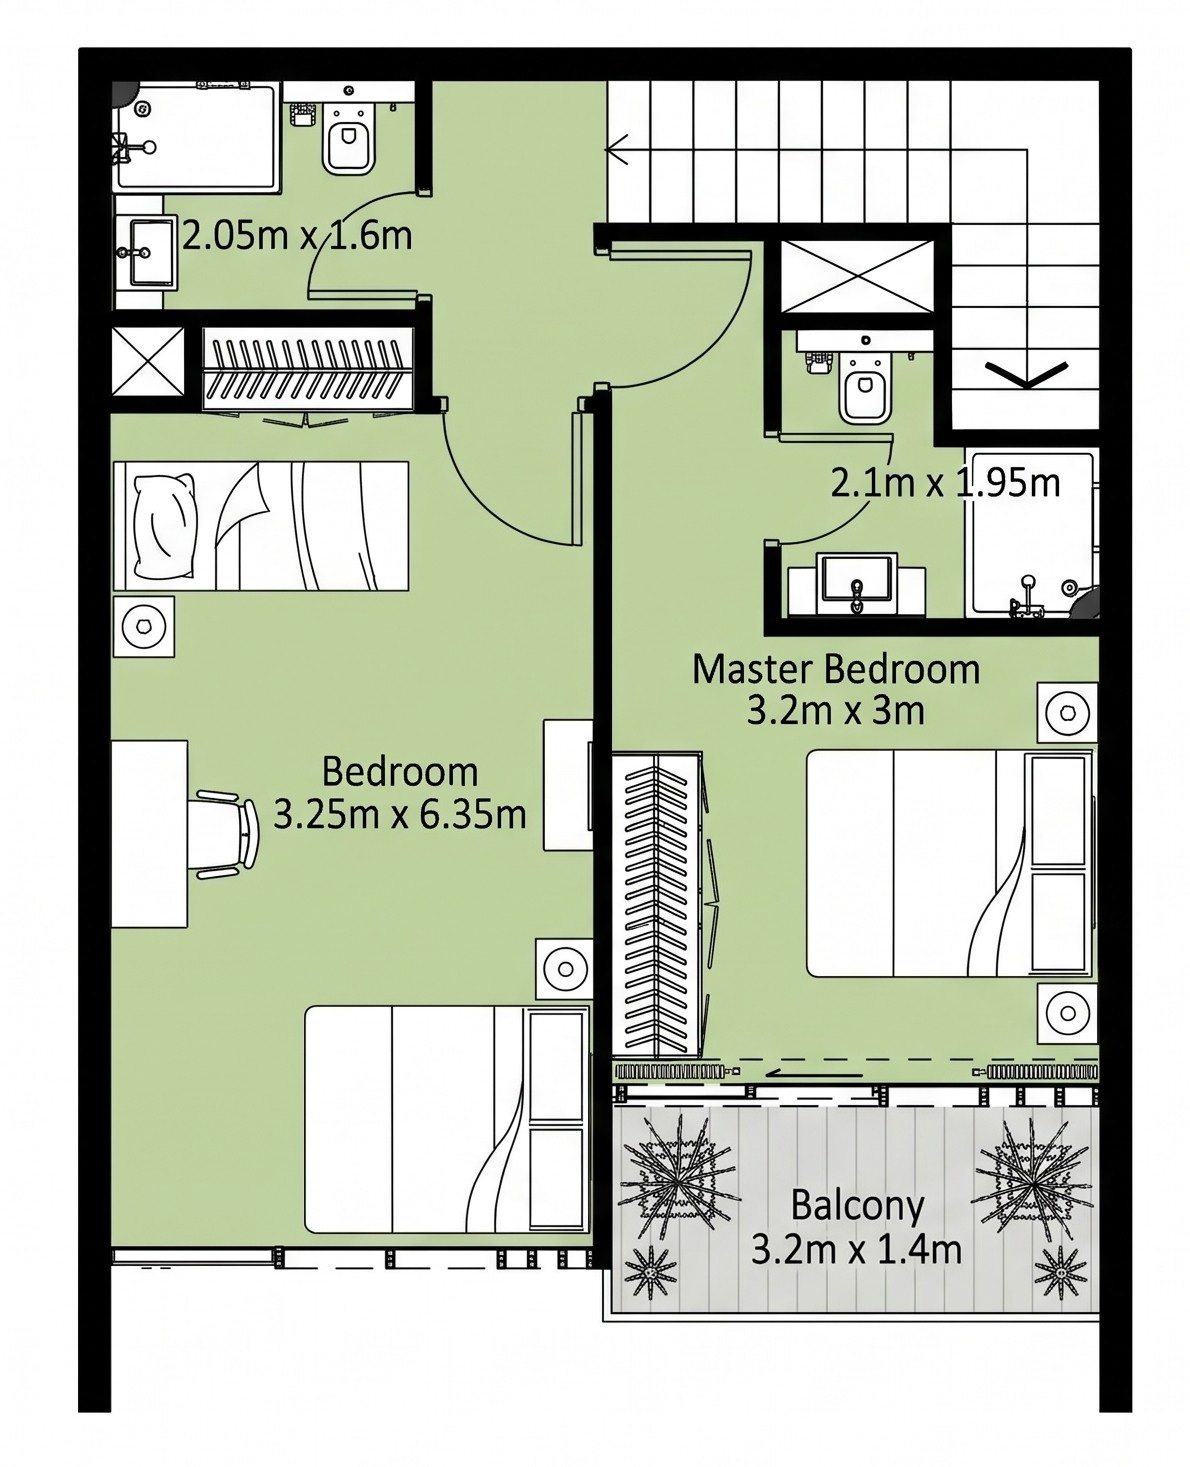 2.05m x 1.6m
2.1m x 1.95m
Master Bedroom
3.2m x 3m
Bedroom
3.25m x 6.35m
Balcony
3.2m x 1.4m